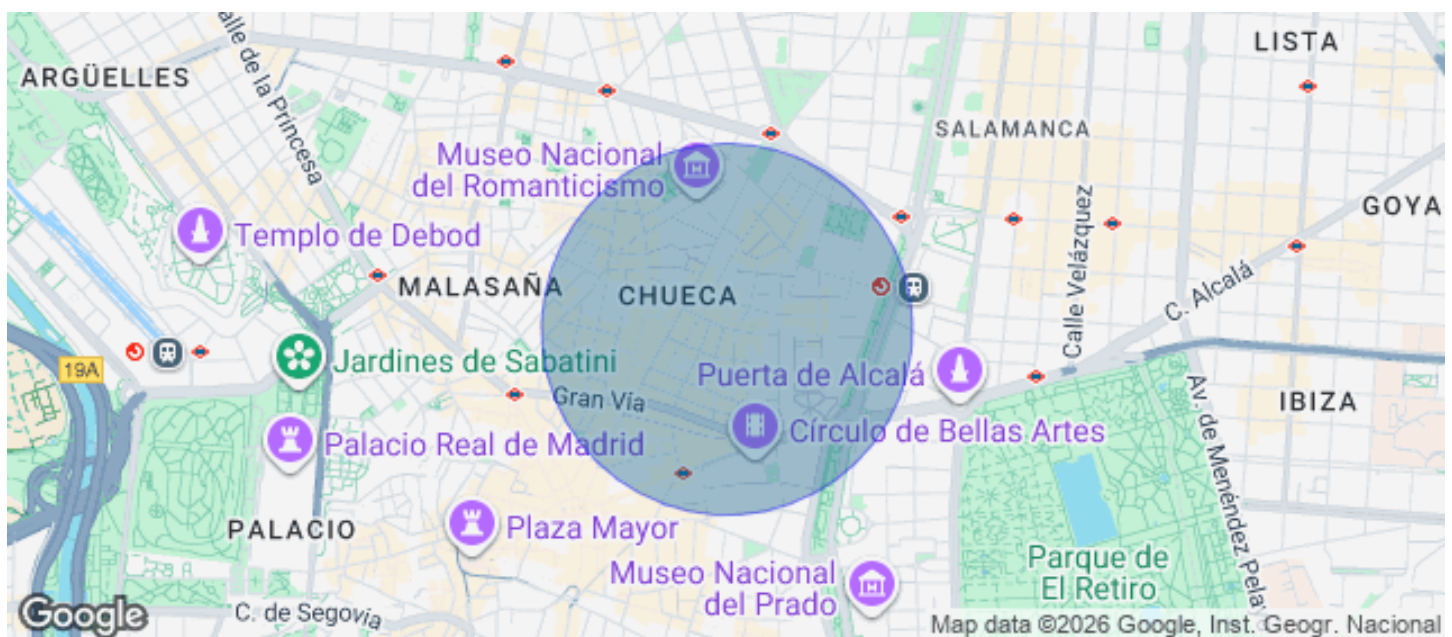 LISTA
ARGÜELLES
alle de la Princesa
SALAMANCA
Museo Nacional
del Romanticismo
GOYA
Calle Velázquez
Templo de Debod
C. Alcalá
MALASAÑA
CHUECA
19A
Jardines de Sabatini
Puerta de Alcalá
Gran Vía
IBIZA
Av. de Menéndez Pela
Círculo de Bellas Artes
Palacio Real de Madrid
PALACIO
Plaza Mayor
Museo Nacional
del Prado
Parque de
El Retiro
Google
C. de Segovia
Map data ©2026 Google, Inst. Geogr. Nacional